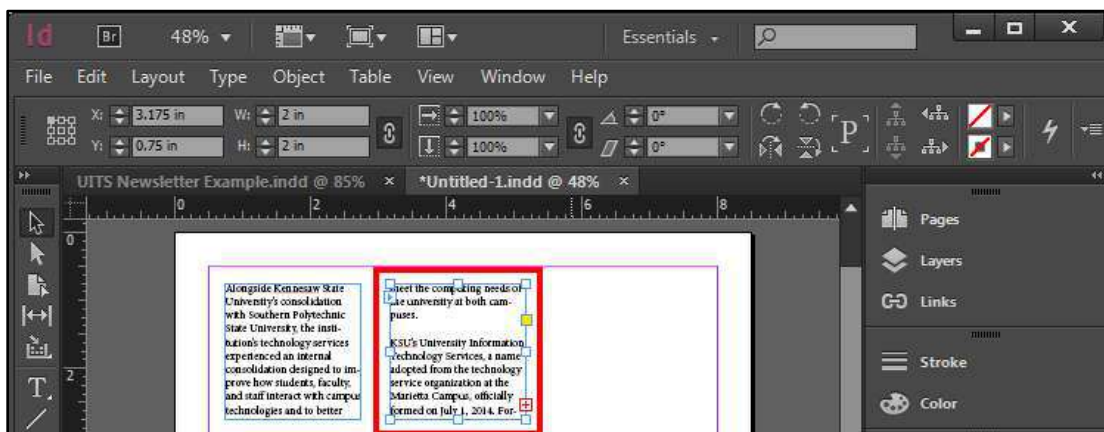 Id Br 48% Essentials
File Edit Layout Type Object Table View Window Help
X: 3.175 in W: 2 in 100% 0°
Y: 0.75 in H: 2 in 100% 0°
P
UITS Newsletter Example.indd @ 85% × *Untitled-1.indd @ 48% ×
0 2 4 6 8
0
2
T
Alongside Kennesaw State
University's consolidation
with Southern Polytechnic
State University, the insti-
tution's technology services
experienced an internal
consolidation designed to im-
prove how students, faculty,
and staff interact with campus
technologies and to better
meet the computing needs of
the university at both cam-
puses.
KSU's University Information
Technology Services, a name
adopted from the technology
service organization at the
Marietta Campus, officially
formed on July 1, 2014. For-
Pages
Layers
Links
Stroke
Color